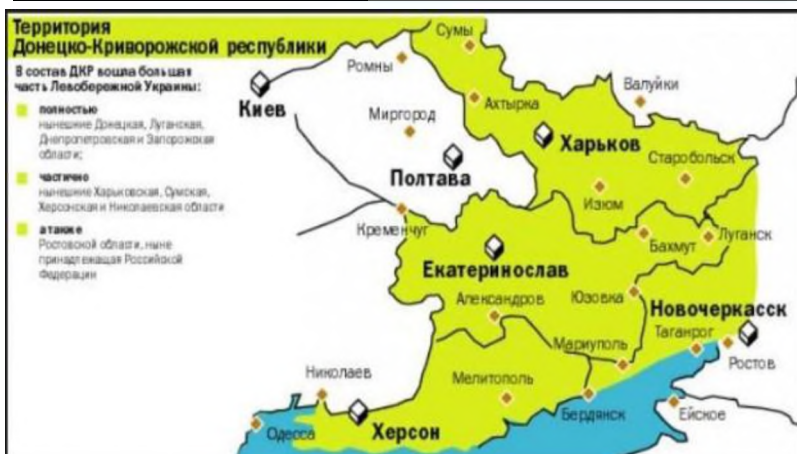 Территория
Донецко-Криворожской республики
В состав ДКР вошла большая
часть Левобережной Украины:
полностью
нынешние Донецкая, Луганская,
Днепропетровская и Запорожская
области;
частично
нынешние Харьковская, Сумская,
Херсонская и Николаевская области
а также
Ростовской области, ныне
принадлежащая Российской
Федерации
Сумы
Ромны
Киев
Ахтырка
Валуйки
Миргород
Харьков
Полтава
Старобольск
Изюм
Кременчуг
Бахмут
Луганск
Екатеринослав
Александров
Юзовка
Новочеркасск
Таганрог
Ростов
Мариуполь
Николаев
Мелитополь
Бердянск
Ейское
Одесса
Херсон